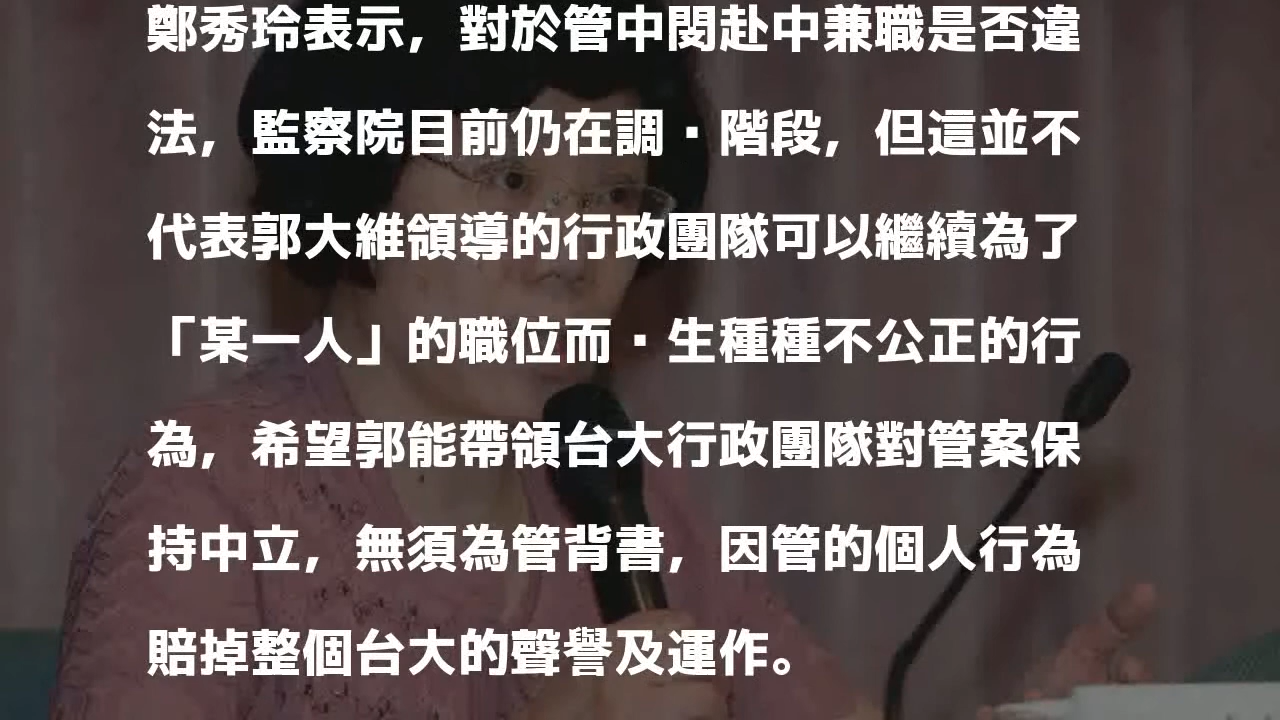 鄭秀玲表示，對於管中閔赴中兼職是否違
法，監察院目前仍在調▪階段，但這並不
代表郭大維領導的行政團隊可以繼續為了
「某一人」的職位而▪生種種不公正的行
為，希望郭能帶領台大行政團隊對管案保
持中立，無須為管背書，因管的個人行為
賠掉整個台大的聲譽及運作。